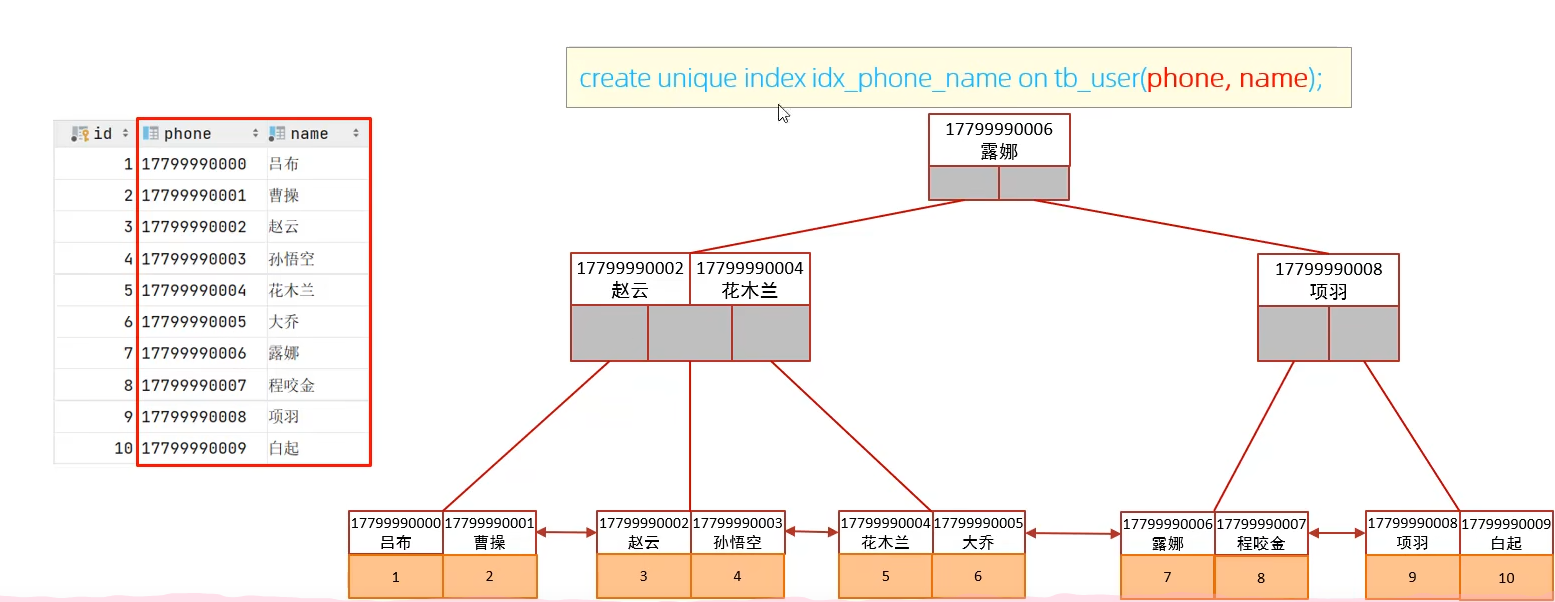 create unique index idx_phone_name on tb_user(phone, name);
id phone name
1 17799990000 吕布
2 17799990001 曹操
3 17799990002 赵云
4 17799990003 孙悟空
5 17799990004 花木兰
6 17799990005 大乔
7 17799990006 露娜
8 17799990007 程咬金
9 17799990008 项羽
10 17799990009 白起
17799990006
露娜
17799990002 17799990004
赵云 花木兰
17799990008
项羽
17799990000 17799990001
吕布 曹操
1 2
17799990002 17799990003
赵云 孙悟空
3 4
17799990004 17799990005
花木兰 大乔
5 6
17799990006 17799990007
露娜 程咬金
7 8
17799990008 17799990009
项羽 白起
9 10